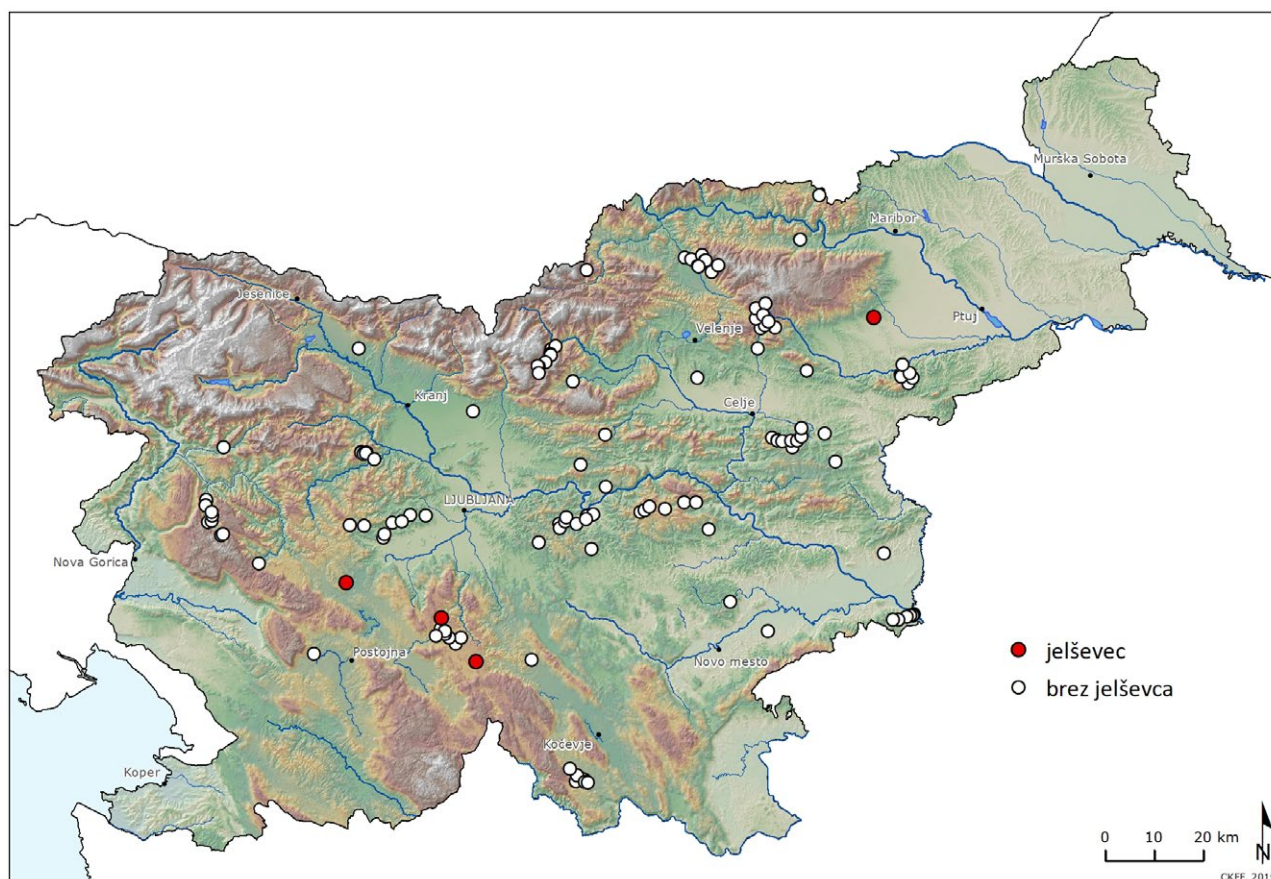 Murska Sobota
Maribor
Jesenice
Ptuj
Velenje
Kranj
Celje
LJUBLJANA
Nova Gorica
Postojna
Novo mesto
jelševec
brez jelševca
Kočevje
Koper
0 10 20 km
N